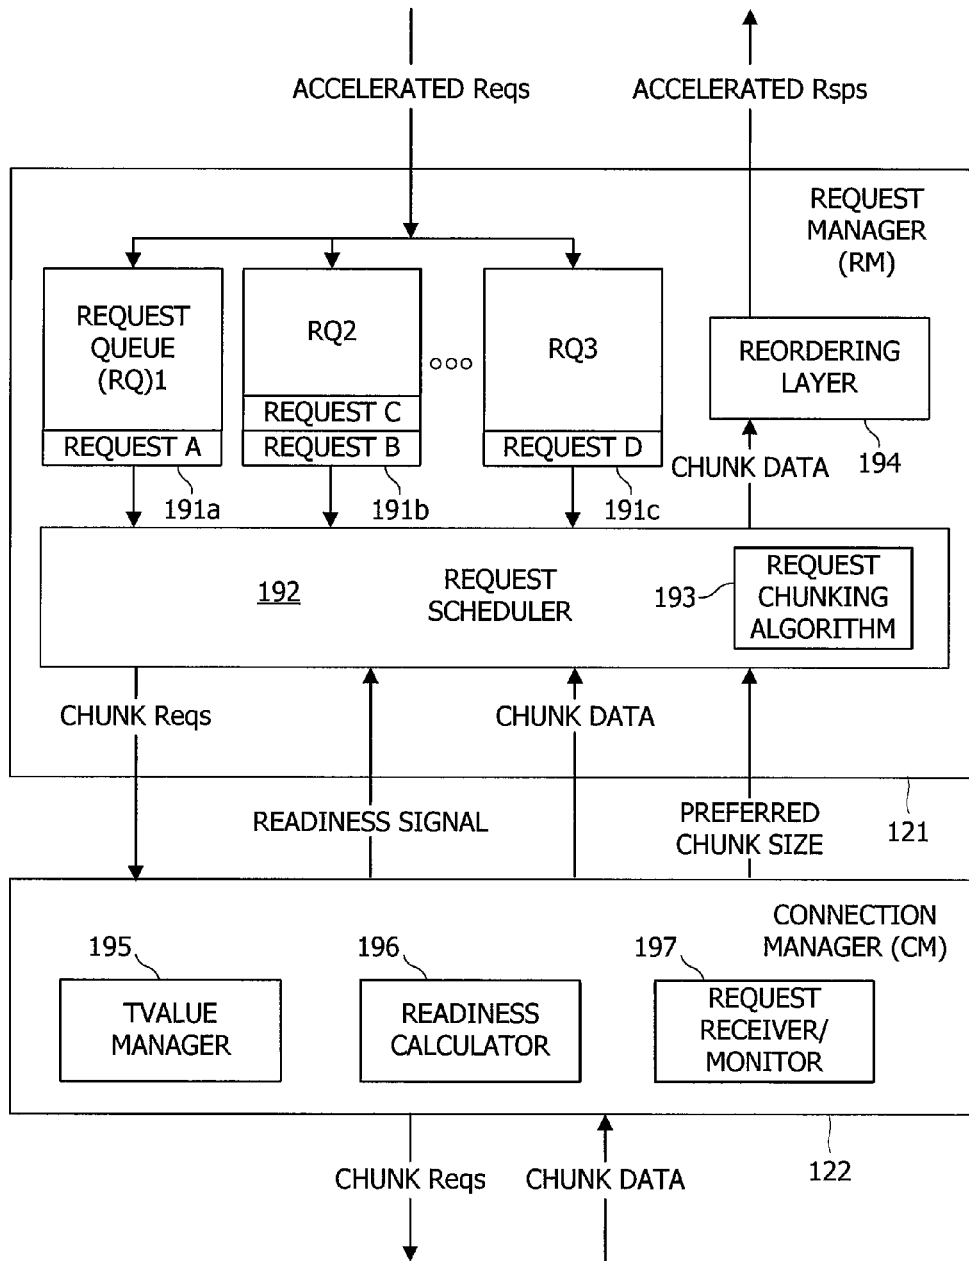 ACCELERATED Reqs
ACCELERATED Rsps
REQUEST
MANAGER
(RM)
REQUEST
QUEUE
(RQ)1
RQ2
RQ3
REORDERING
LAYER
REQUEST C
REQUEST A
REQUEST B
REQUEST D
CHUNK DATA
194
191a
191b
191c
192
REQUEST
SCHEDULER
193
REQUEST
CHUNKING
ALGORITHM
CHUNK Reqs
CHUNK DATA
READINESS SIGNAL
PREFERRED
CHUNK SIZE
121
CONNECTION
MANAGER (CM)
195
196
197
TVALUE
MANAGER
READINESS
CALCULATOR
REQUEST
RECEIVER/
MONITOR
122
CHUNK Reqs
CHUNK DATA